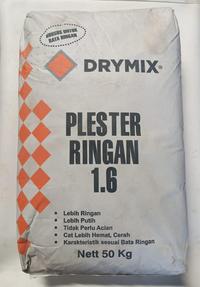 KHUSUS UNTUK
BATA RINGAN
DRYMIX®
PLESTER
RINGAN
1.6
• Lebih Ringan
• Lebih Putih
• Tidak Perlu Acian
• Cat Lebih Hemat, Cerah
• Karakteristik sesuai Bata Ringan
Nett 50 Kg